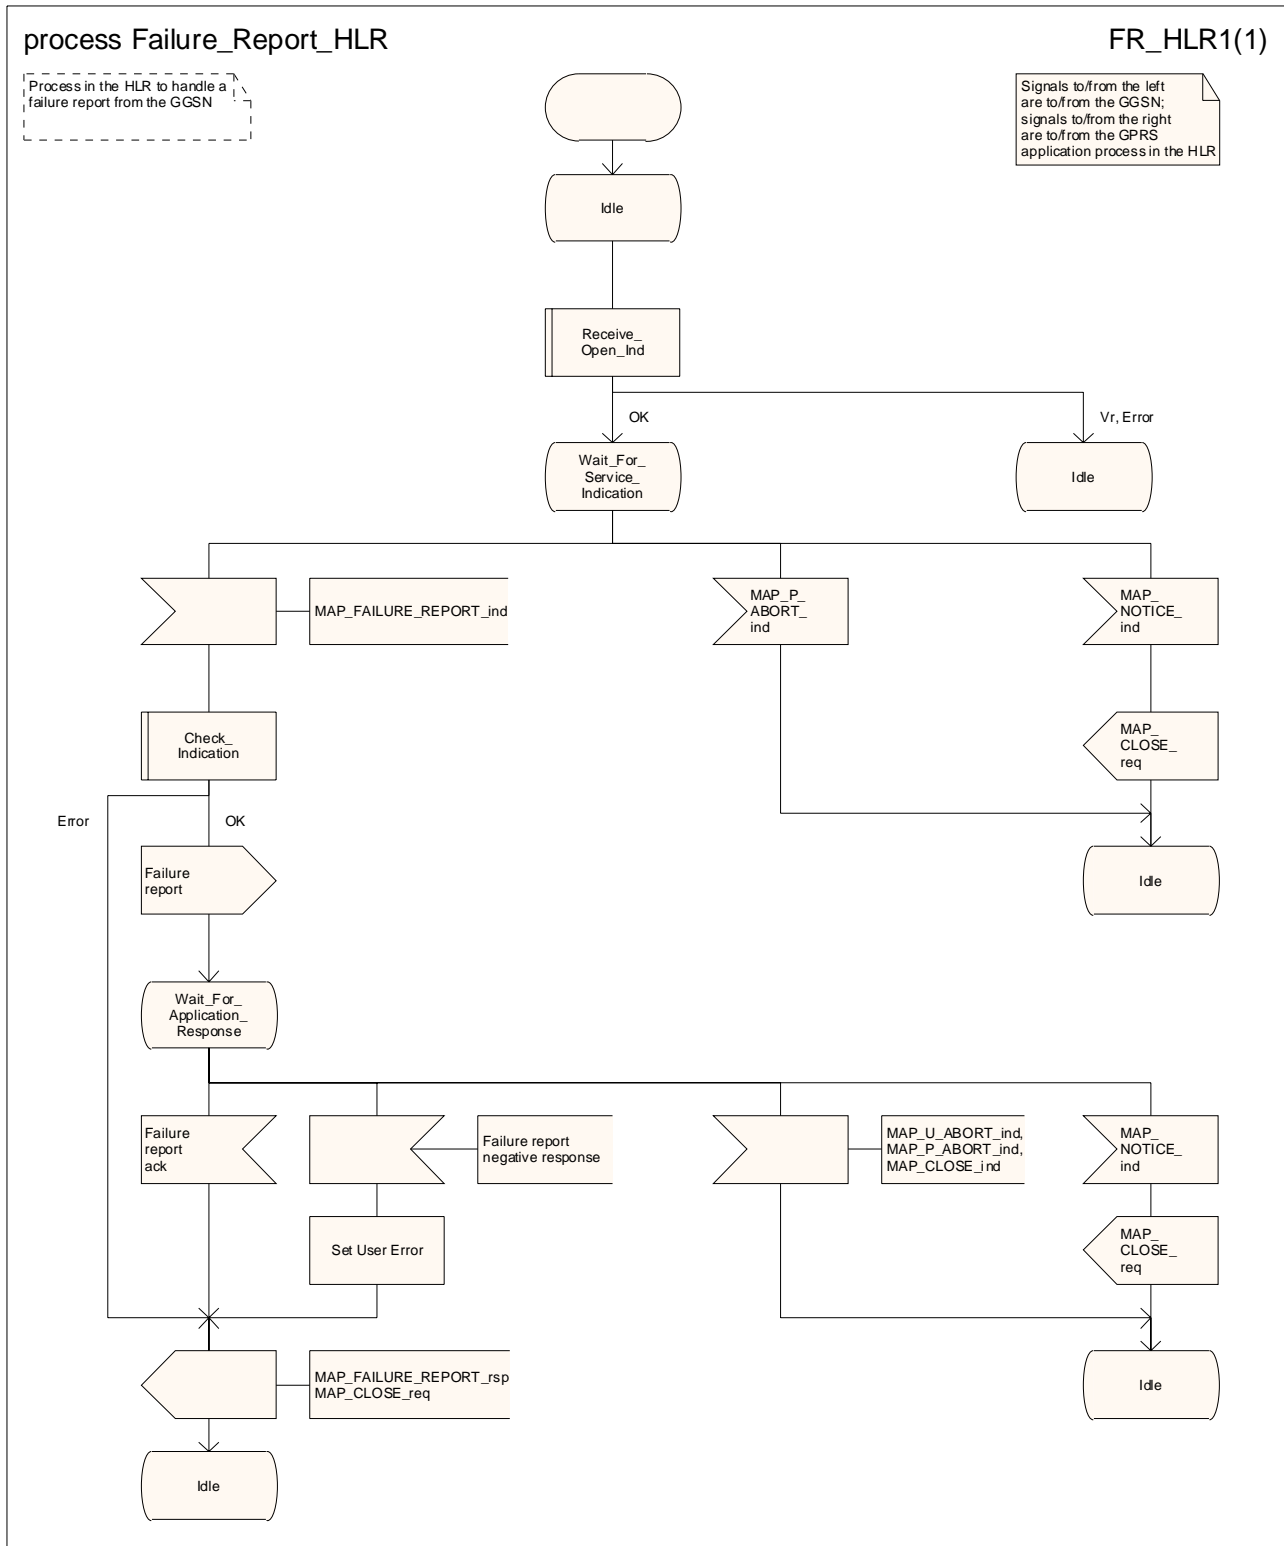 process Failure_Report_HLR
FR_HLR1(1)
Process in the HLR to handle a
failure report from the GGSN
Signals to/from the left
are to/from the GGSN;
signals to/from the right
are to/from the GPRS
application process in the HLR
Idle
Receive_
Open_Ind
OK
Vr, Error
Wait_For_
Service_
Indication
Idle
MAP_FAILURE_REPORT_ind
MAP_P_
ABORT_
ind
MAP_
NOTICE_
ind
Check_
Indication
MAP_
CLOSE_
req
Error
OK
Failure
report
Idle
Wait_For_
Application_
Response
Failure
report
ack
Failure report
negative response
MAP_U_ABORT_ind,
MAP_P_ABORT_ind,
MAP_CLOSE_ind
MAP_
NOTICE_
ind
Set User Error
MAP_
CLOSE_
req
MAP_FAILURE_REPORT_rsp
MAP_CLOSE_req
Idle
Idle